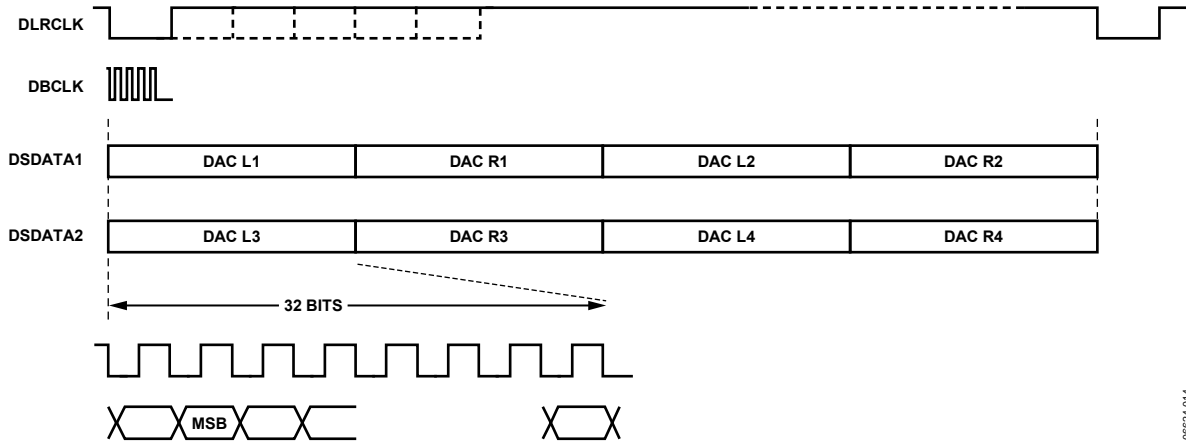 DLRCLK
DBCLK
DSDATA1 DAC L1 DAC R1 DAC L2 DAC R2
DSDATA2 DAC L3 DAC R3 DAC L4 DAC R4
32 BITS
MSB